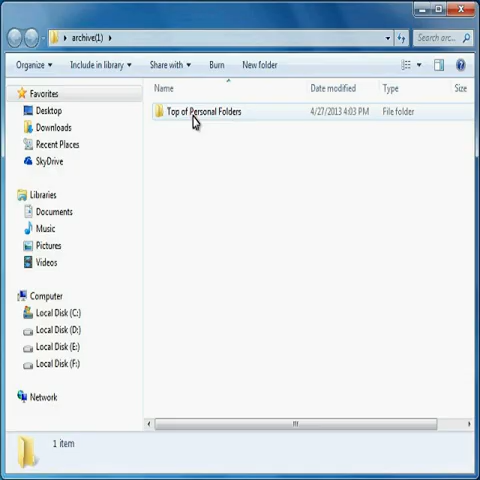 archive(1)
Search arc...
Organize
Include in library
Share with
Burn
New folder
Name
Date modified
Type
Size
Favorites
Desktop
Downloads
Recent Places
SkyDrive
Libraries
Documents
Music
Pictures
Videos
Computer
Local Disk (C:)
Local Disk (D:)
Local Disk (E:)
Local Disk (F:)
Network
Top of Personal Folders
4/27/2013 4:03 PM
File folder
1 item